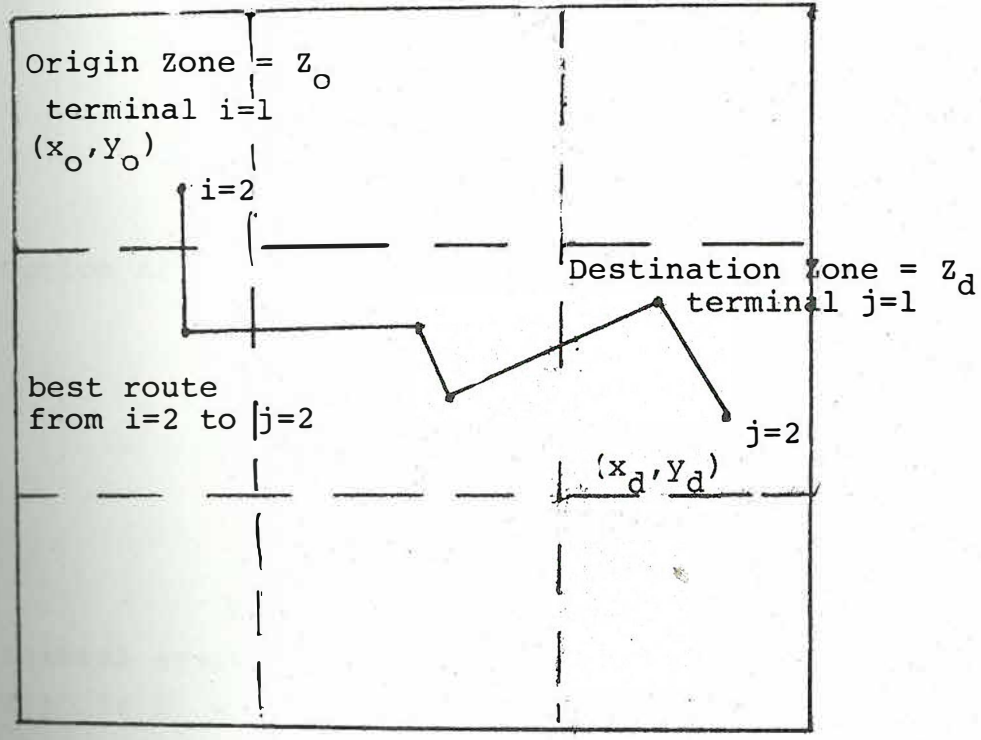 Origin Zone = Z_o
terminal i=1
(x_o,y_o)
i=2
Destination Zone = Z_d
terminal j=1
best route
from i=2 to j=2
j=2
(x_d,y_d)